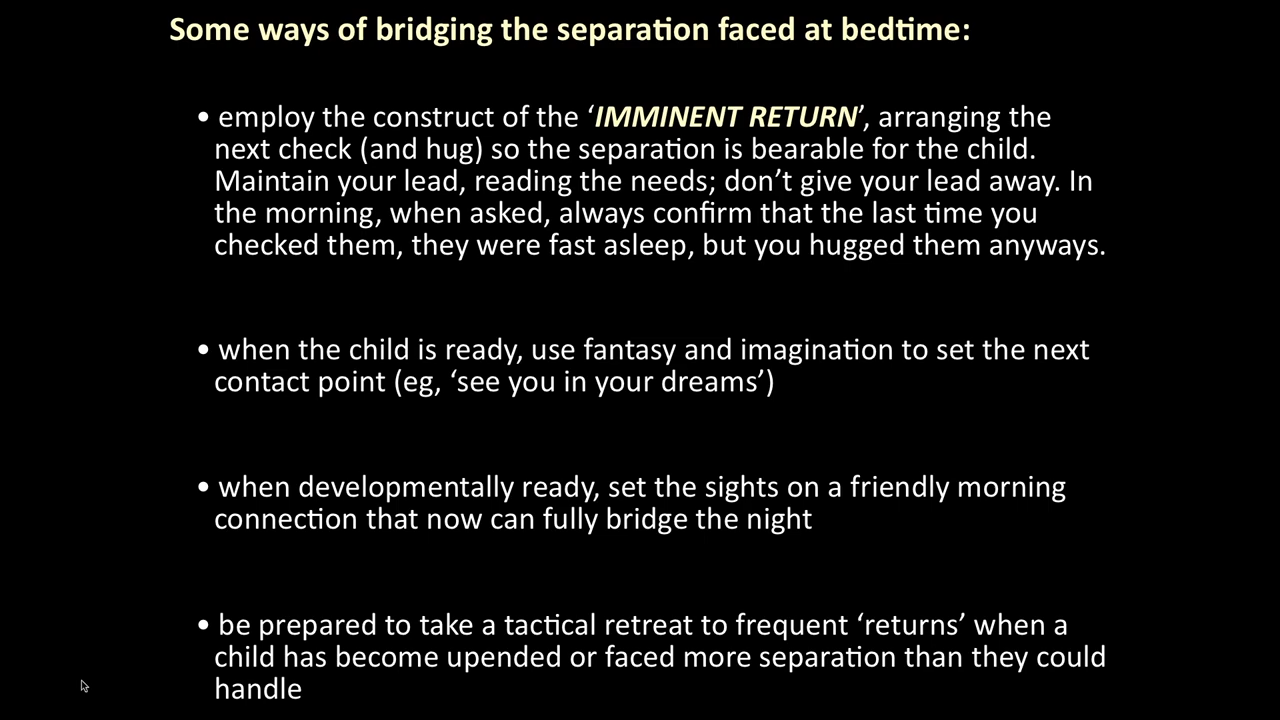 Some ways of bridging the separation faced at bedtime:
• employ the construct of the ‘IMMINENT RETURN’, arranging the
next check (and hug) so the separation is bearable for the child.
Maintain your lead, reading the needs; don’t give your lead away. In
the morning, when asked, always confirm that the last time you
checked them, they were fast asleep, but you hugged them anyways.
• when the child is ready, use fantasy and imagination to set the next
contact point (eg, ‘see you in your dreams’)
• when developmentally ready, set the sights on a friendly morning
connection that now can fully bridge the night
• be prepared to take a tactical retreat to frequent ‘returns’ when a
child has become upended or faced more separation than they could
handle